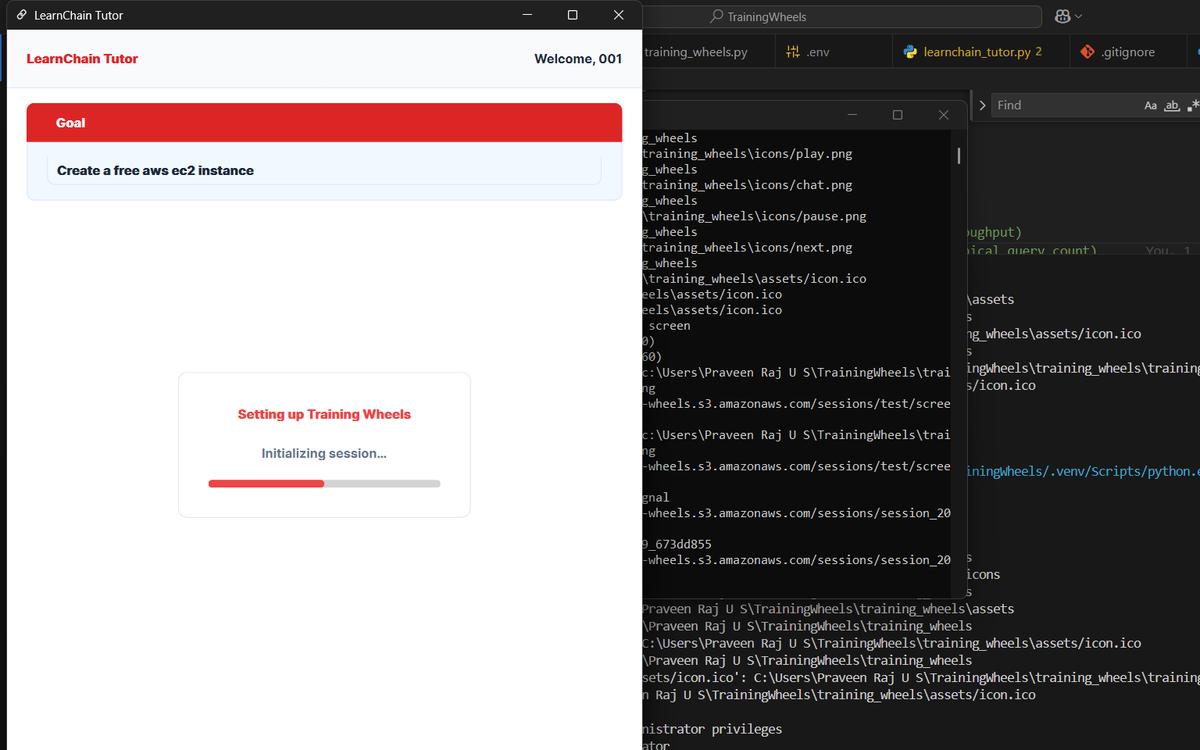 LearnChain Tutor
LearnChain Tutor
Welcome, 001
Goal
Create a free aws ec2 instance
Setting up Training Wheels
Initializing session...
TrainingWheels
training_wheels.py
.env
learnchain_tutor.py 2
.gitignore
Find
Aa
ab
g_wheels
training_wheels\icons/play.png
g_wheels
training_wheels\icons/chat.png
g_wheels
\training_wheels\icons/pause.png
g_wheels
training_wheels\icons/next.png
g_wheels
\training_wheels\assets/icon.ico
eels\assets/icon.ico
eels\assets/icon.ico
screen
0)
60)
c:\Users\Praveen Raj U S\TrainingWheels\trai
ng
-wheels.s3.amazonaws.com/sessions/test/scree
c:\Users\Praveen Raj U S\TrainingWheels\trai
ng
-wheels.s3.amazonaws.com/sessions/test/scree
gnal
-wheels.s3.amazonaws.com/sessions/session_20
9_673dd855
-wheels.s3.amazonaws.com/sessions/session_20
oughput)
nical query count) You, 1
\assets
s
ng_wheels\assets/icon.ico
s
ingWheels\training_wheels\training
s/icon.ico
iningWheels/.venv/Scripts/python.e
s
icons
s
Praveen Raj U S\TrainingWheels\training_wheels\assets
\Praveen Raj U S\TrainingWheels\training_wheels
C:\Users\Praveen Raj U S\TrainingWheels\training_wheels\assets/icon.ico
\Praveen Raj U S\TrainingWheels\training_wheels
sets/icon.ico': C:\Users\Praveen Raj U S\TrainingWheels\training_wheels\training
n Raj U S\TrainingWheels\training_wheels\assets/icon.ico
nistrator privileges
ator